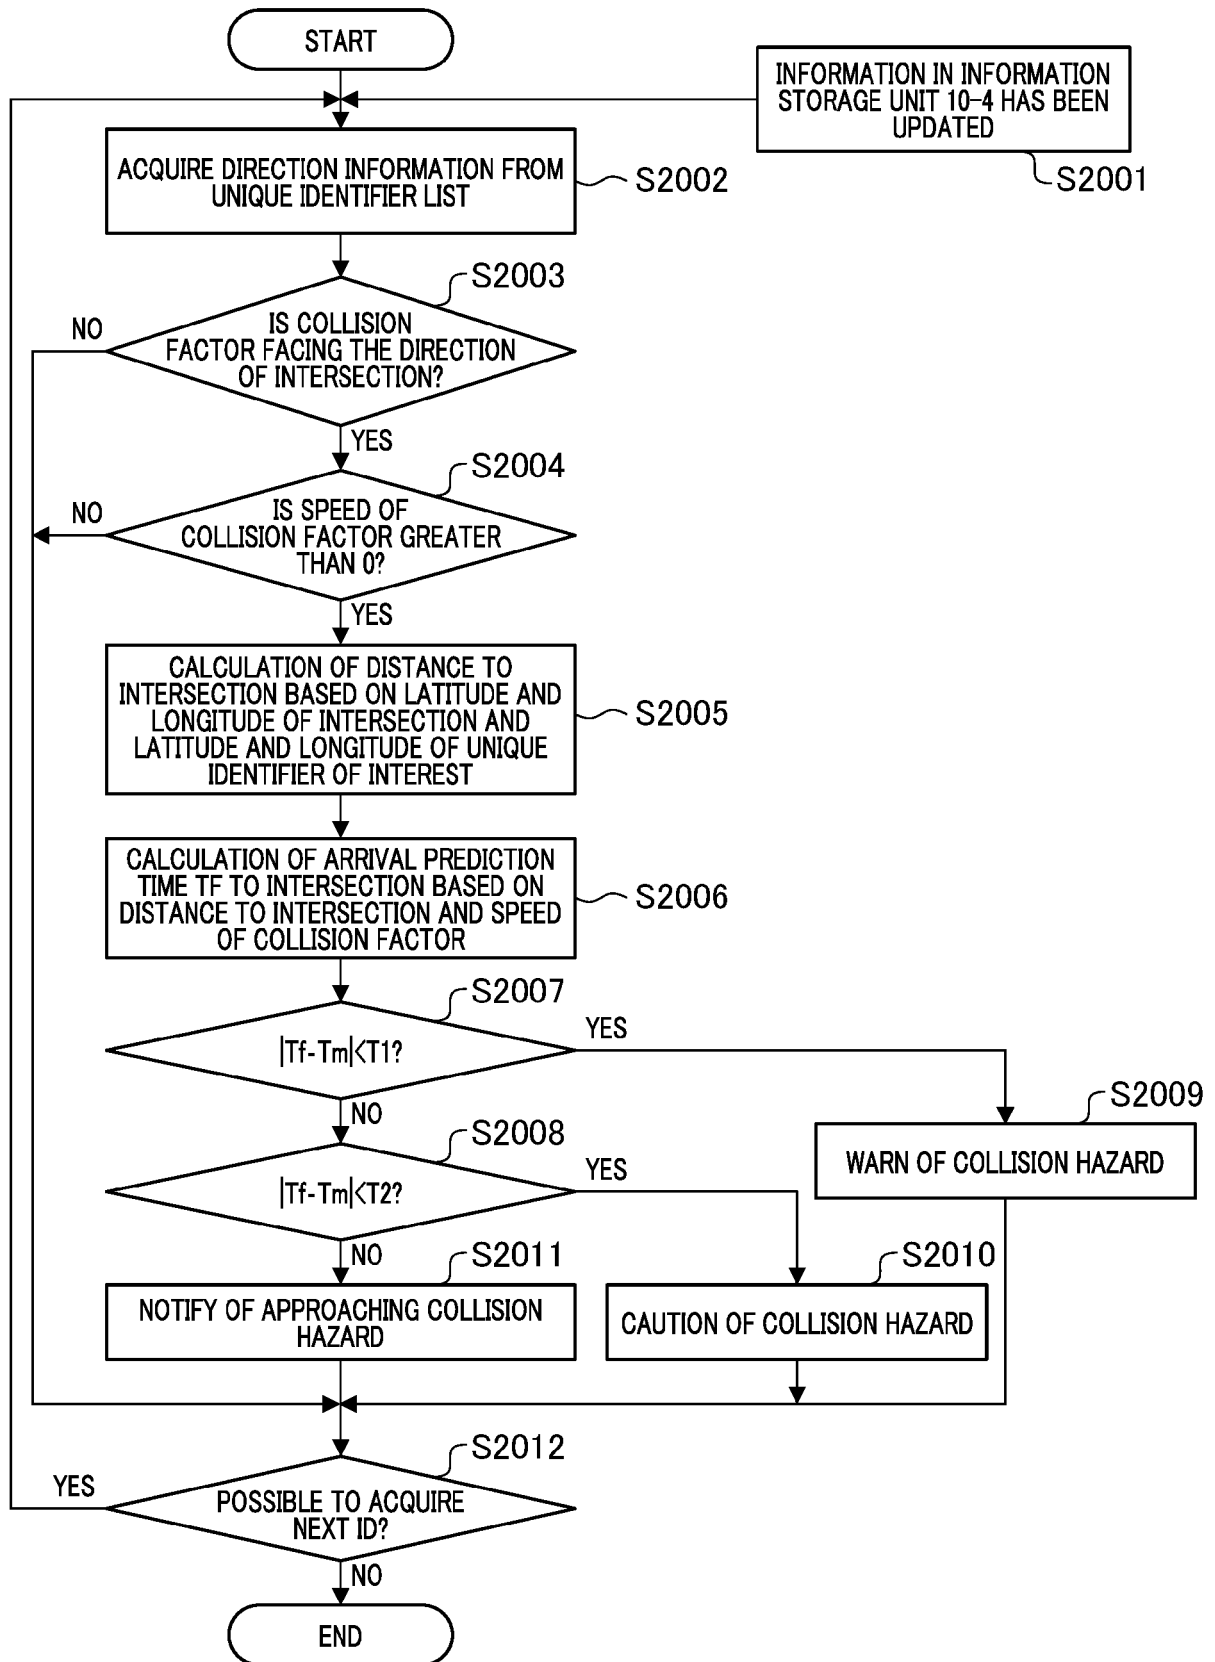 START
INFORMATION IN INFORMATION
STORAGE UNIT 10-4 HAS BEEN
UPDATED
S2001
ACQUIRE DIRECTION INFORMATION FROM
UNIQUE IDENTIFIER LIST
S2002
S2003
NO
IS COLLISION
FACTOR FACING THE DIRECTION
OF INTERSECTION?
YES
S2004
NO
IS SPEED OF
COLLISION FACTOR GREATER
THAN 0?
YES
CALCULATION OF DISTANCE TO
INTERSECTION BASED ON LATITUDE AND
LONGITUDE OF INTERSECTION AND
LATITUDE AND LONGITUDE OF UNIQUE
IDENTIFIER OF INTEREST
S2005
CALCULATION OF ARRIVAL PREDICTION
TIME TF TO INTERSECTION BASED ON
DISTANCE TO INTERSECTION AND SPEED
OF COLLISION FACTOR
S2006
S2007
|Tf-Tm|<T1?
YES
NO
S2009
WARN OF COLLISION HAZARD
S2008
|Tf-Tm|<T2?
YES
NO
S2010
CAUTION OF COLLISION HAZARD
S2011
NOTIFY OF APPROACHING COLLISION
HAZARD
S2012
YES
POSSIBLE TO ACQUIRE
NEXT ID?
NO
END